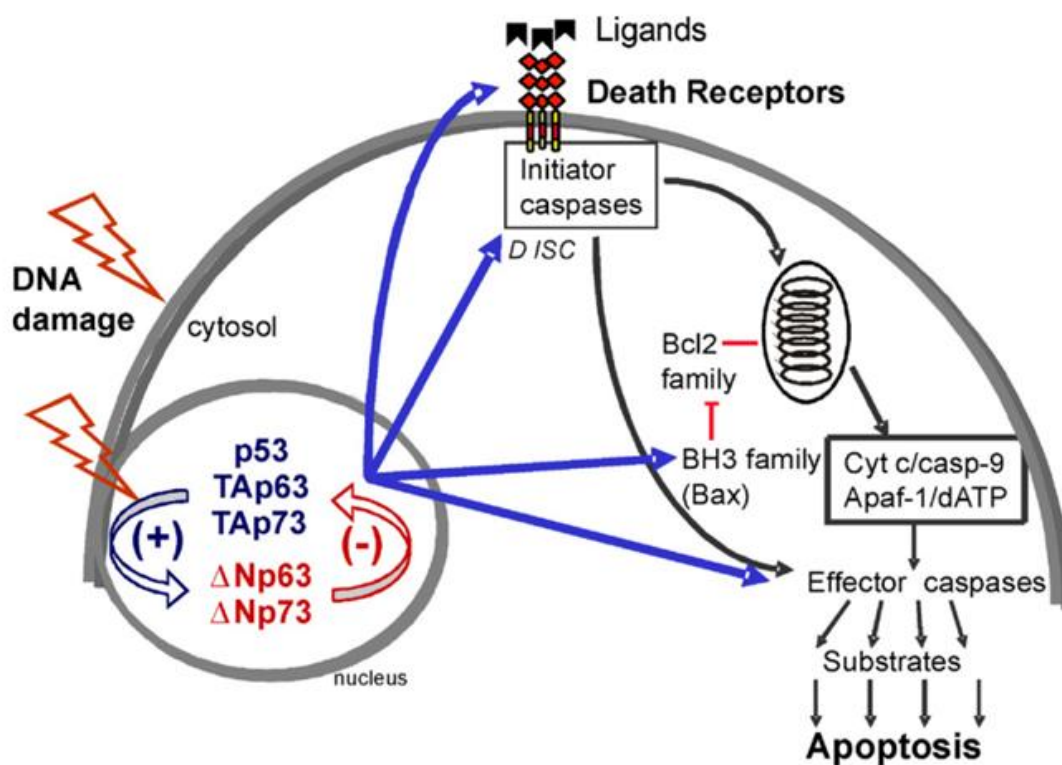 Ligands
Death Receptors
Initiator
caspases
D ISC
DNA
damage
cytosol
Bcl2
family
BH3 family
(Bax)
Cyt c/casp-9
Apaf-1/dATP
p53
TAp63
TAp73
(+)
(-)
ΔNp63
ΔNp73
nucleus
Effector caspases
Substrates
Apoptosis